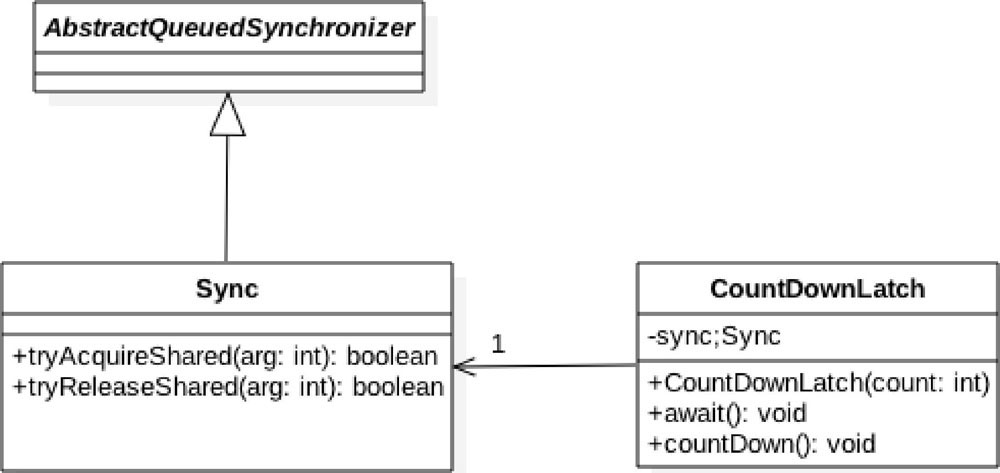 AbstractQueuedSynchronizer
Sync
+tryAcquireShared(arg: int): boolean
+tryReleaseShared(arg: int): boolean
1
CountDownLatch
-sync;Sync
+CountDownLatch(count: int)
+await(): void
+countDown(): void